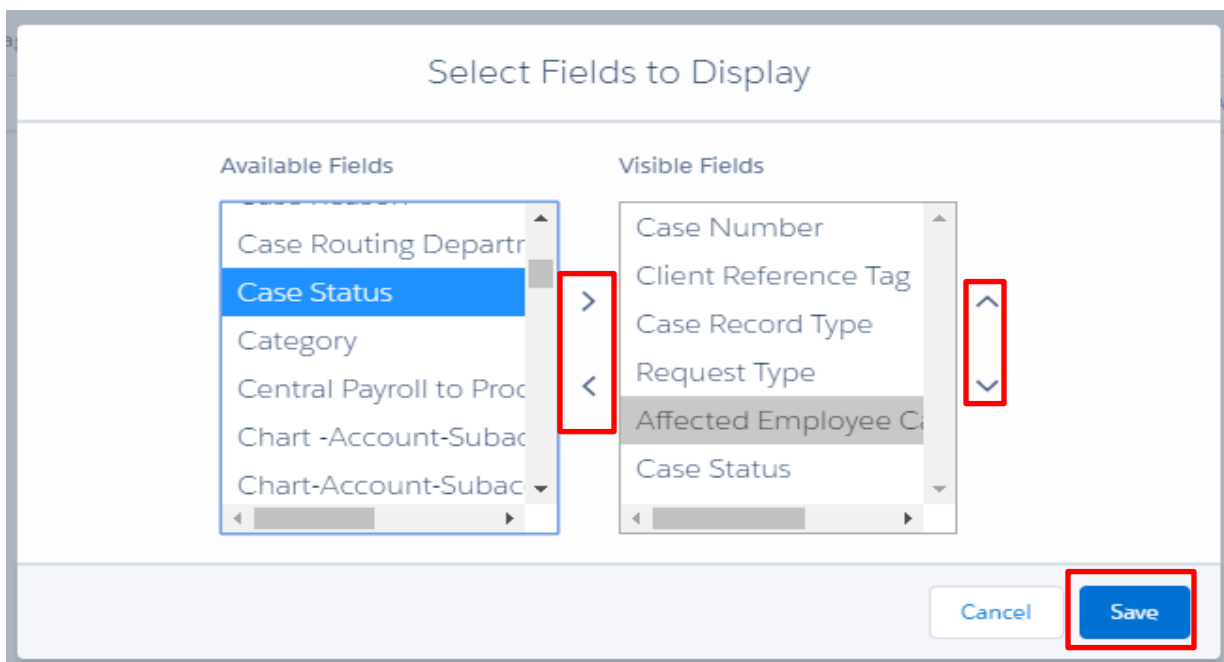 Select Fields to Display
Available Fields
Visible Fields
Case Routing Departr
Case Status
Category
Central Payroll to Proc
Chart -Account-Subac
Chart-Account-Subac
Case Number
Client Reference Tag
Case Record Type
Request Type
Affected Employee Ca
Case Status
Cancel
Save